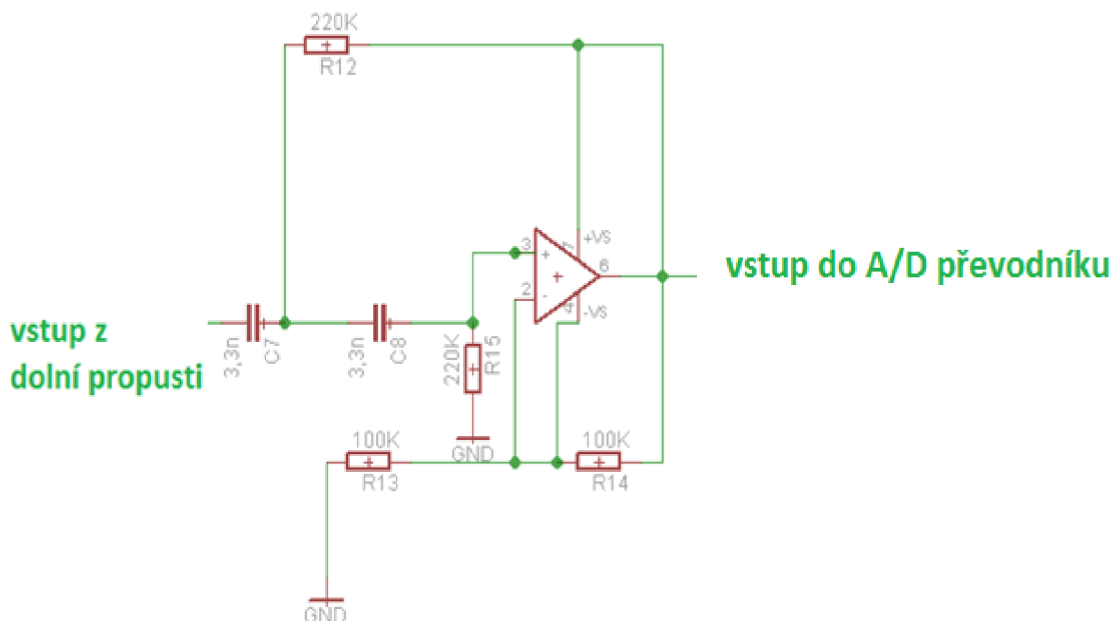 220K
R12
vstup z
dolní propusti
3,3n
C7
3,3n
C8
220K
R15
GND
3
+
2
-
7
+VS
6
4
-VS
vstup do A/D převodníku
100K
R13
100K
R14
GND